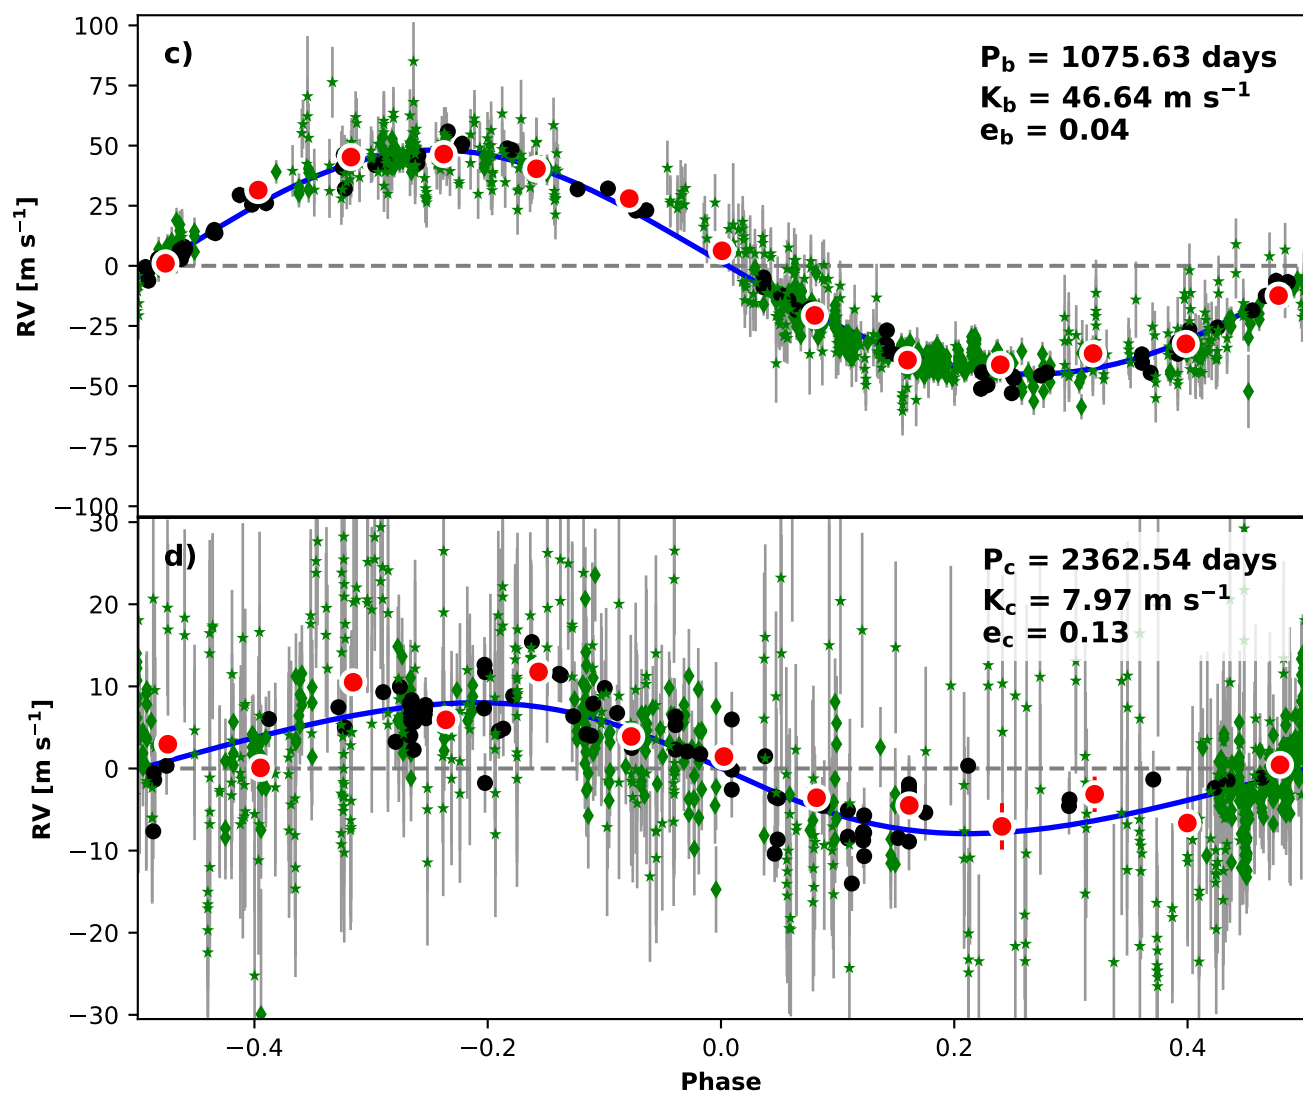 100
75
50
25
0
−25
−50
−75
−100
RV [m s⁻¹]
c)
P_b = 1075.63 days
K_b = 46.64 m s⁻¹
e_b = 0.04
30
20
10
0
−10
−20
−30
RV [m s⁻¹]
d)
P_c = 2362.54 days
K_c = 7.97 m s⁻¹
e_c = 0.13
−0.4 −0.2 0.0 0.2 0.4
Phase